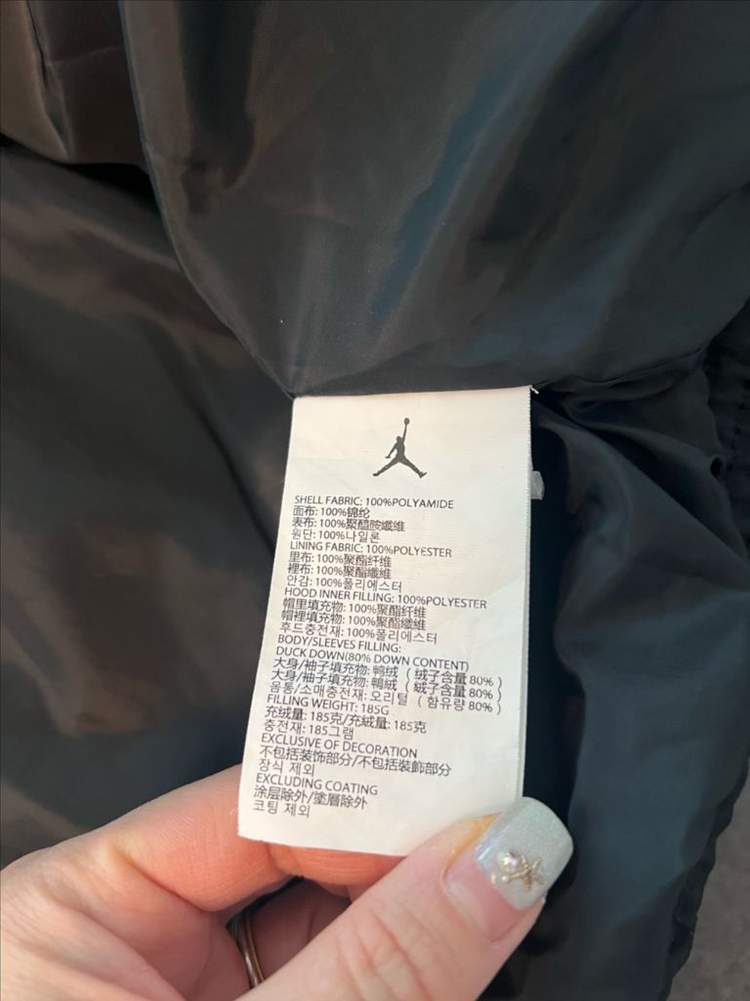 SHELL FABRIC: 100%POLYAMIDE
面布: 100%锦纶
表布: 100%聚醯胺纖維
원단: 100%나일론
LINING FABRIC: 100%POLYESTER
里布: 100%聚酯纤维
裡布: 100%聚酯纖維
안감: 100%폴리에스터
HOOD INNER FILLING: 100%POLYESTER
帽里填充物: 100%聚酯纤维
帽裡填充物: 100%聚酯纖維
후드충전재: 100%폴리에스터
BODY/SLEEVES FILLING:
DUCK DOWN(80% DOWN CONTENT)
大身/袖子填充物: 鸭绒 ( 绒子含量 80% )
大身/袖子填充物: 鴨絨 ( 絨子含量 80% )
몸통/소매충전재: 오리털 ( 함유량 80% )
FILLING WEIGHT: 185G
充绒量: 185克/充絨量: 185克
충전재: 185그램
EXCLUSIVE OF DECORATION
不包括装饰部分/不包括裝飾部分
장식 제외
EXCLUDING COATING
涂层除外/塗層除外
코팅 제외